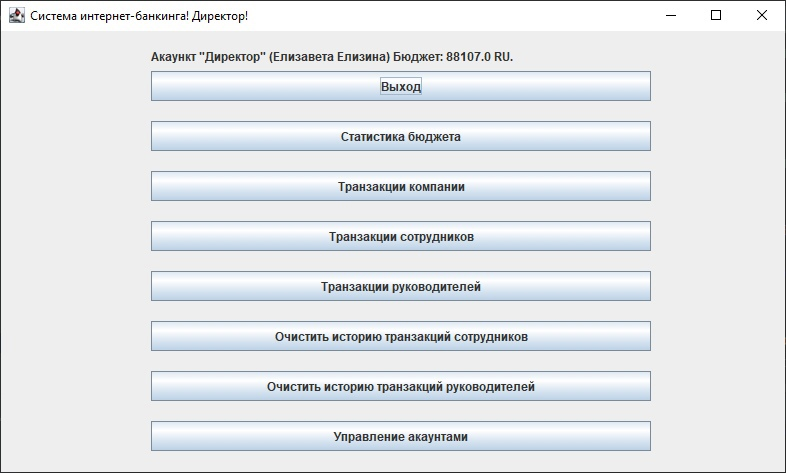 Система интернет-банкинга! Директор!
Акаункт "Директор" (Елизавета Елизина) Бюджет: 88107.0 RU.
Выход
Статистика бюджета
Транзакции компании
Транзакции сотрудников
Транзакции руководителей
Очистить историю транзакций сотрудников
Очистить историю транзакций руководителей
Управление акаунтами